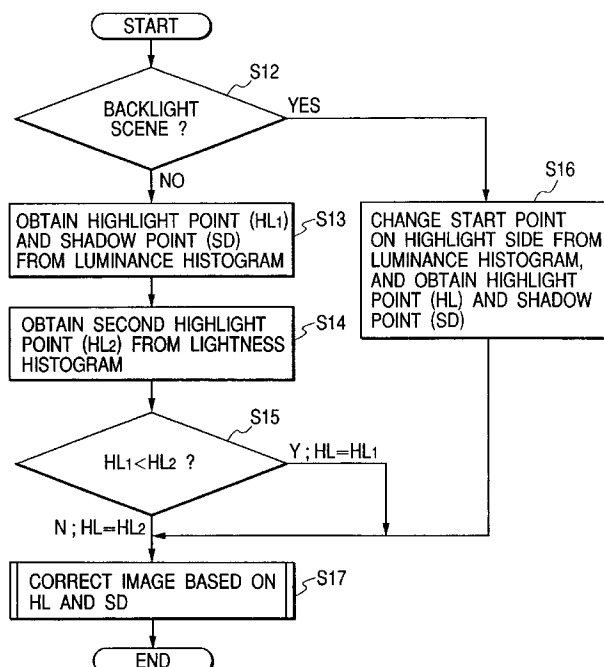 START
S12
BACKLIGHT
SCENE ?
YES
NO
S16
OBTAIN HIGHLIGHT POINT (HL1)
AND SHADOW POINT (SD)
FROM LUMINANCE HISTOGRAM
S13
CHANGE START POINT
ON HIGHLIGHT SIDE FROM
LUMINANCE HISTOGRAM,
AND OBTAIN HIGHLIGHT
POINT (HL) AND SHADOW
POINT (SD)
OBTAIN SECOND HIGHLIGHT
POINT (HL2) FROM LIGHTNESS
HISTOGRAM
S14
S15
HL1<HL2 ?
Y ; HL=HL1
N ; HL=HL2
CORRECT IMAGE BASED ON
HL AND SD
S17
END